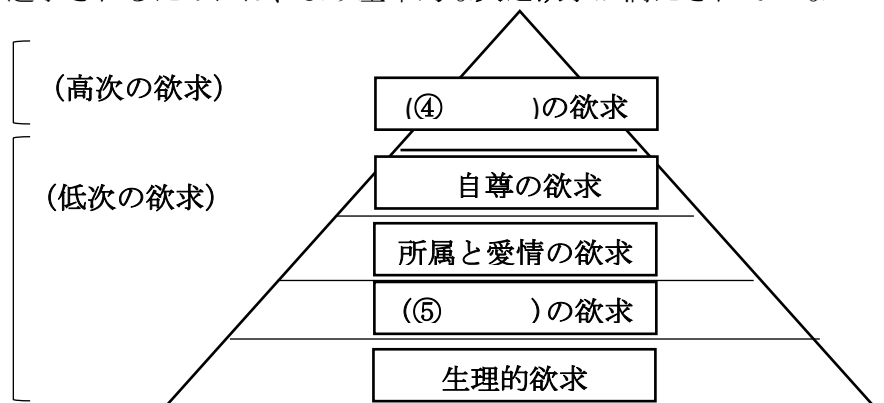 (高次の欲求)
(④　　　)の欲求
自尊の欲求
(低次の欲求)
所属と愛情の欲求
(⑤　　　)の欲求
生理的欲求